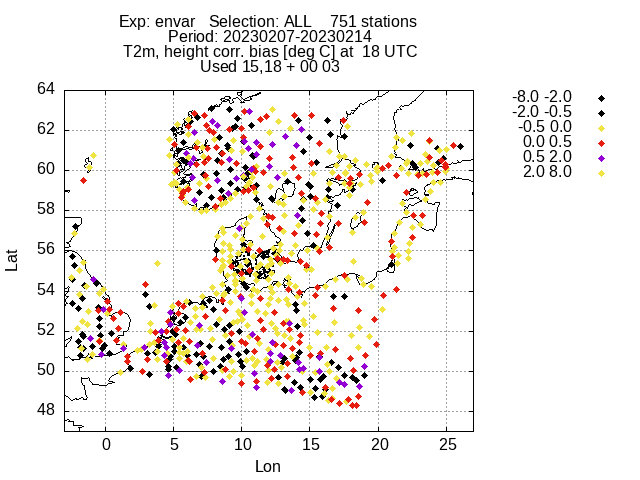 Exp: envar Selection: ALL 751 stations
Period: 20230207-20230214
T2m, height corr. bias [deg C] at 18 UTC
Used 15,18 + 00 03
64
62
60
58
56
54
52
50
48
0 5 10 15 20 25
Lat
Lon
-8.0 -2.0
-2.0 -0.5
-0.5 0.0
0.0 0.5
0.5 2.0
2.0 8.0